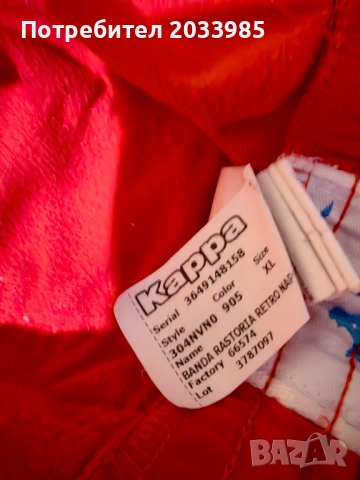 Потребител 2033985
Kappa
Serial
3649148158
Style Color Size
304NVN0 905 XL
Name
BANDA RASTORIA RETRO NAP
Factory
66574
Lot
3787097
BAZAR